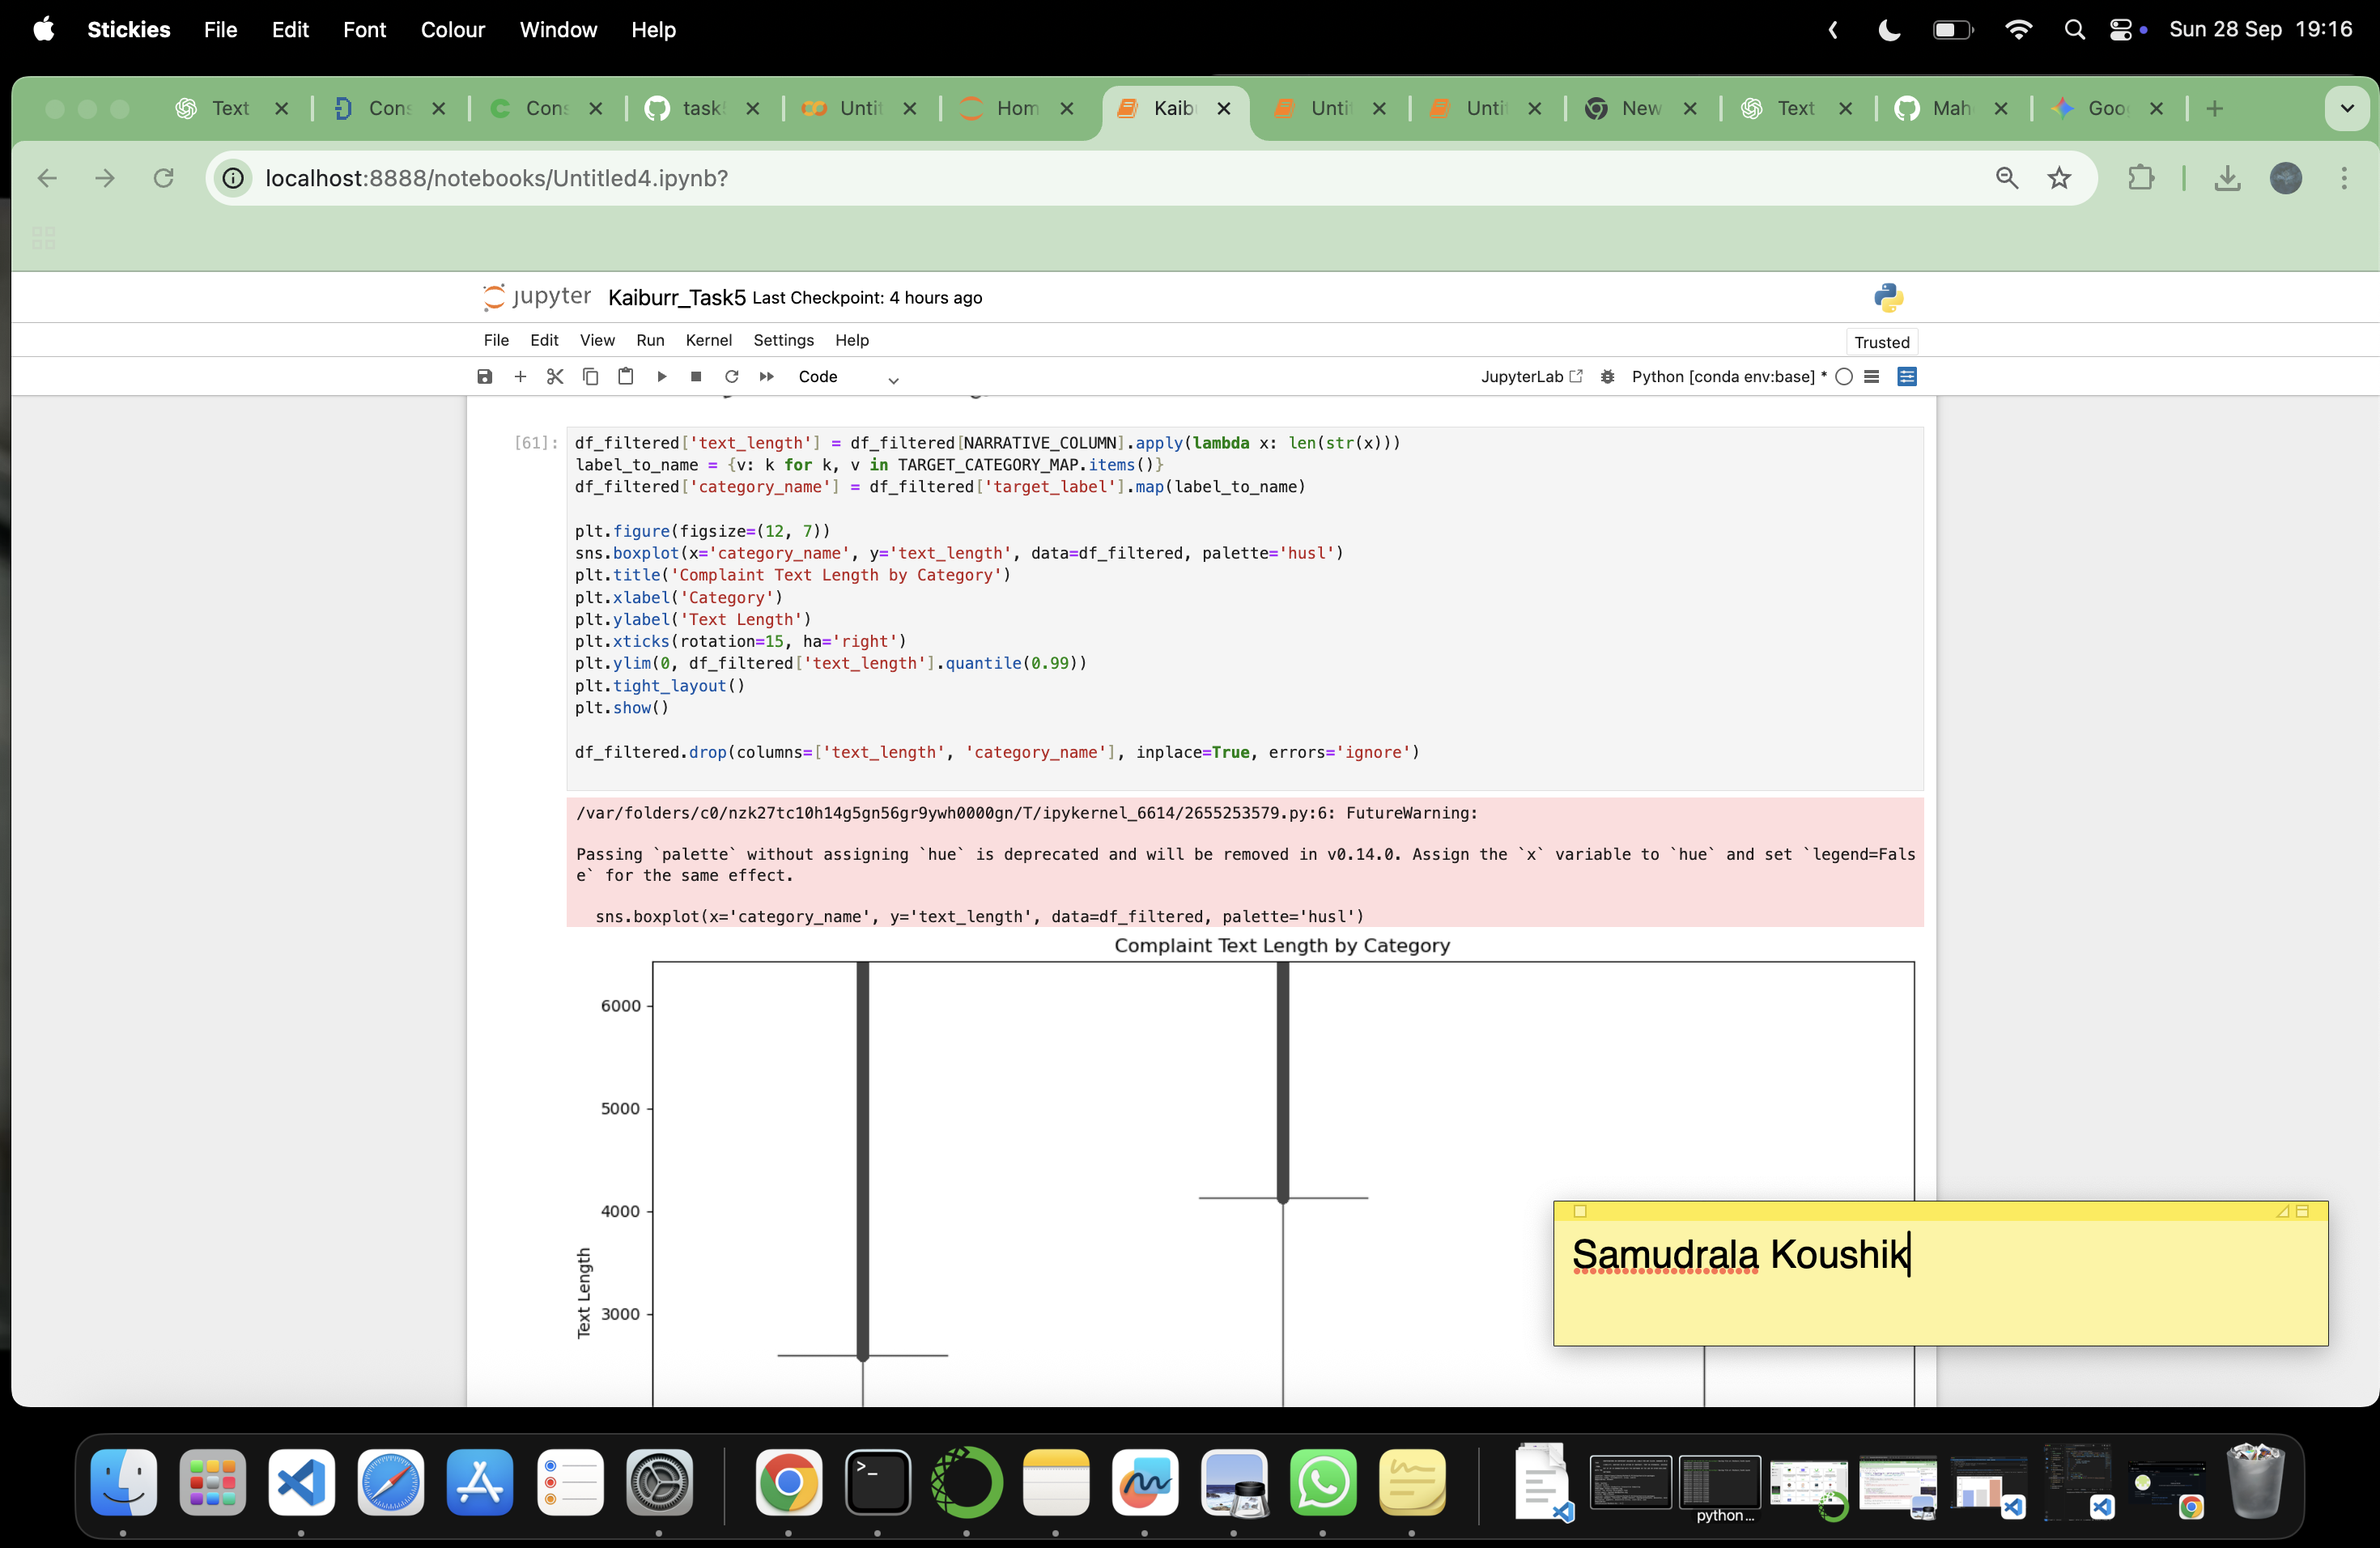 Stickies File Edit Font Colour Window Help Sun 28 Sep 19:16
Text Cons Cons task Untit Hom Kaib Untit Untit New Text Mah Goo
localhost:8888/notebooks/Untitled4.ipynb?
jupyter Kaiburr_Task5 Last Checkpoint: 4 hours ago
File Edit View Run Kernel Settings Help Trusted
Code JupyterLab Python [conda env:base] *
[61]: df_filtered['text_length'] = df_filtered[NARRATIVE_COLUMN].apply(lambda x: len(str(x)))
label_to_name = {v: k for k, v in TARGET_CATEGORY_MAP.items()}
df_filtered['category_name'] = df_filtered['target_label'].map(label_to_name)
plt.figure(figsize=(12, 7))
sns.boxplot(x='category_name', y='text_length', data=df_filtered, palette='husl')
plt.title('Complaint Text Length by Category')
plt.xlabel('Category')
plt.ylabel('Text Length')
plt.xticks(rotation=15, ha='right')
plt.ylim(0, df_filtered['text_length'].quantile(0.99))
plt.tight_layout()
plt.show()
df_filtered.drop(columns=['text_length', 'category_name'], inplace=True, errors='ignore')
/var/folders/c0/nzk27tc10h14g5gn56gr9ywh0000gn/T/ipykernel_6614/2655253579.py:6: FutureWarning:
Passing `palette` without assigning `hue` is deprecated and will be removed in v0.14.0. Assign the `x` variable to `hue` and set `legend=Fals
e` for the same effect.
sns.boxplot(x='category_name', y='text_length', data=df_filtered, palette='husl')
Complaint Text Length by Category
6000
5000
4000
3000
Text Length
Samudrala Koushik
python...